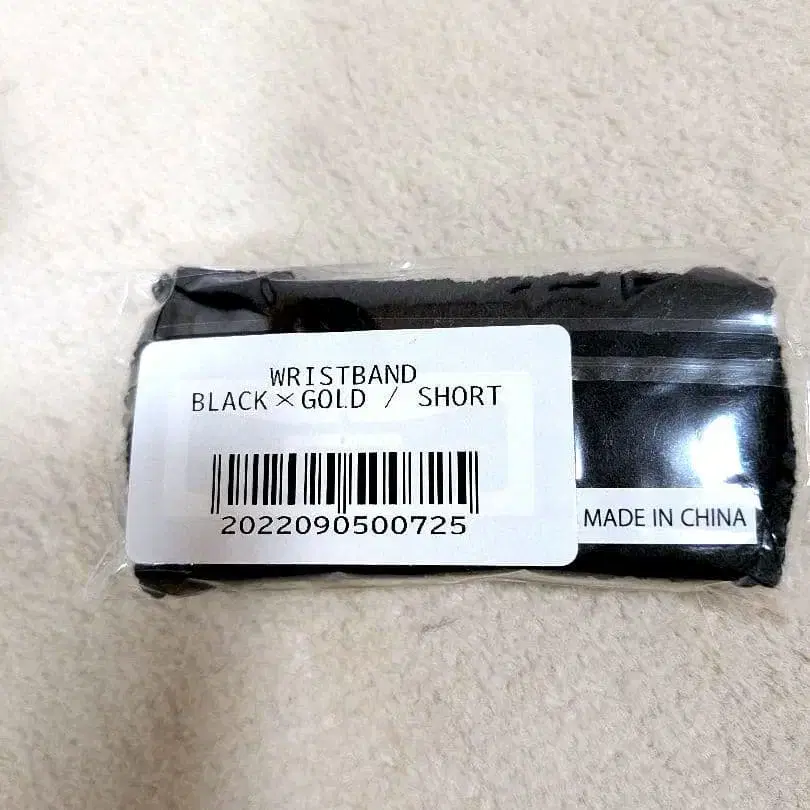 WRISTBAND
BLACK×GOLD / SHORT
2022090500725
MADE IN CHINA